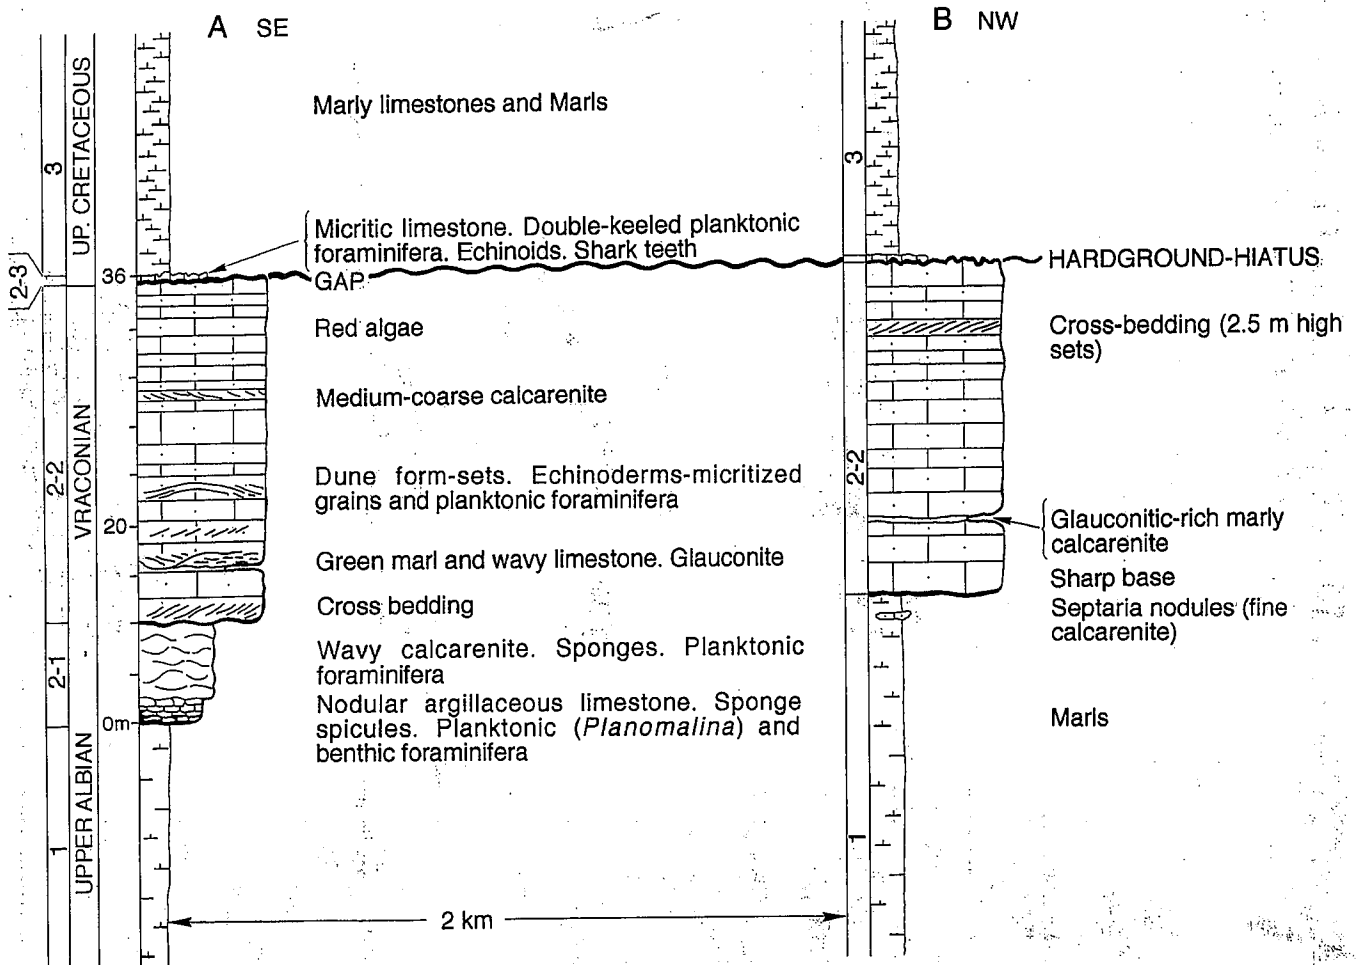 A SE
B NW
UP. CRETACEOUS
3
Marly limestones and Marls
3
Micritic limestone. Double-keeled planktonic
foraminifera. Echinoids. Shark teeth
2-3
36
GAP
HARDGROUND-HIATUS
Red algae
Cross-bedding (2.5 m high
sets)
Medium-coarse calcarenite
VRACONIAN
2-2
2-2
Dune form-sets. Echinoderms-micritized
grains and planktonic foraminifera
20
Glauconitic-rich marly
calcarenite
Green marl and wavy limestone. Glauconite
Sharp base
Cross bedding
Septaria nodules (fine
calcarenite)
2-1
Wavy calcarenite. Sponges. Planktonic
foraminifera
Nodular argillaceous limestone. Sponge
spicules. Planktonic (Planomalina) and
benthic foraminifera
0m
Marls
UPPER ALBIAN
1
1
2 km